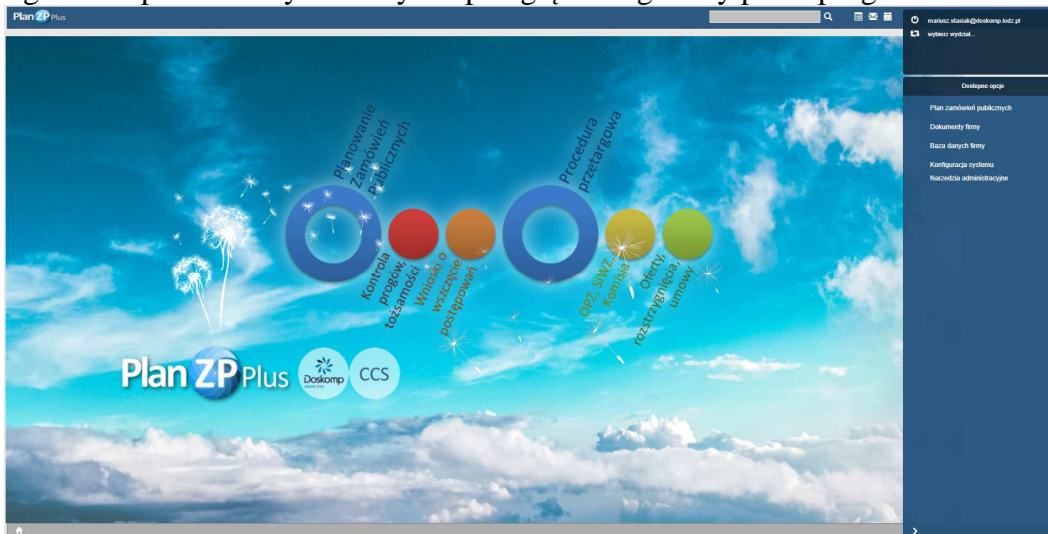 Plan ZP Plus
mariusz.stasiak@doskomp.lodz.pl
wybierz wydział...
Dostępne opcje
Plan zamówień publicznych
Dokumenty firmy
Baza danych firmy
Konfiguracja systemu
Narzedzia administracyjne
Planowanie
Zamówień
Publicznych
Procedura
przetargowa
Kontrola
progów,
tożsamości
Wnioski o
wszczęcie
postępowań
OPZ, SIWZ,
Komisja
Oferty,
rozstrzygnięcia,
umowy
Plan ZP Plus
Doskomp
CCS